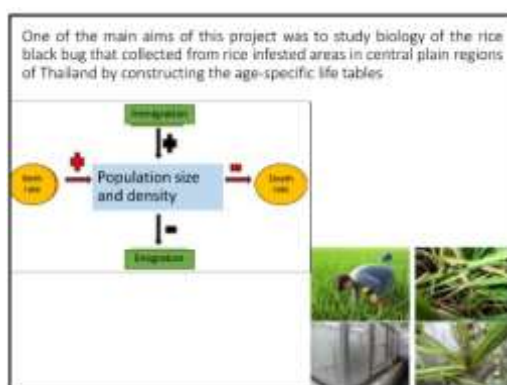 One of the main aims of this project was to study biology of the rice
black bug that collected from rice infested areas in central plain regions
of Thailand by constructing the age-specific life tables
Immigration
Birth
rate
Population size
and density
Death
rate
Emigration